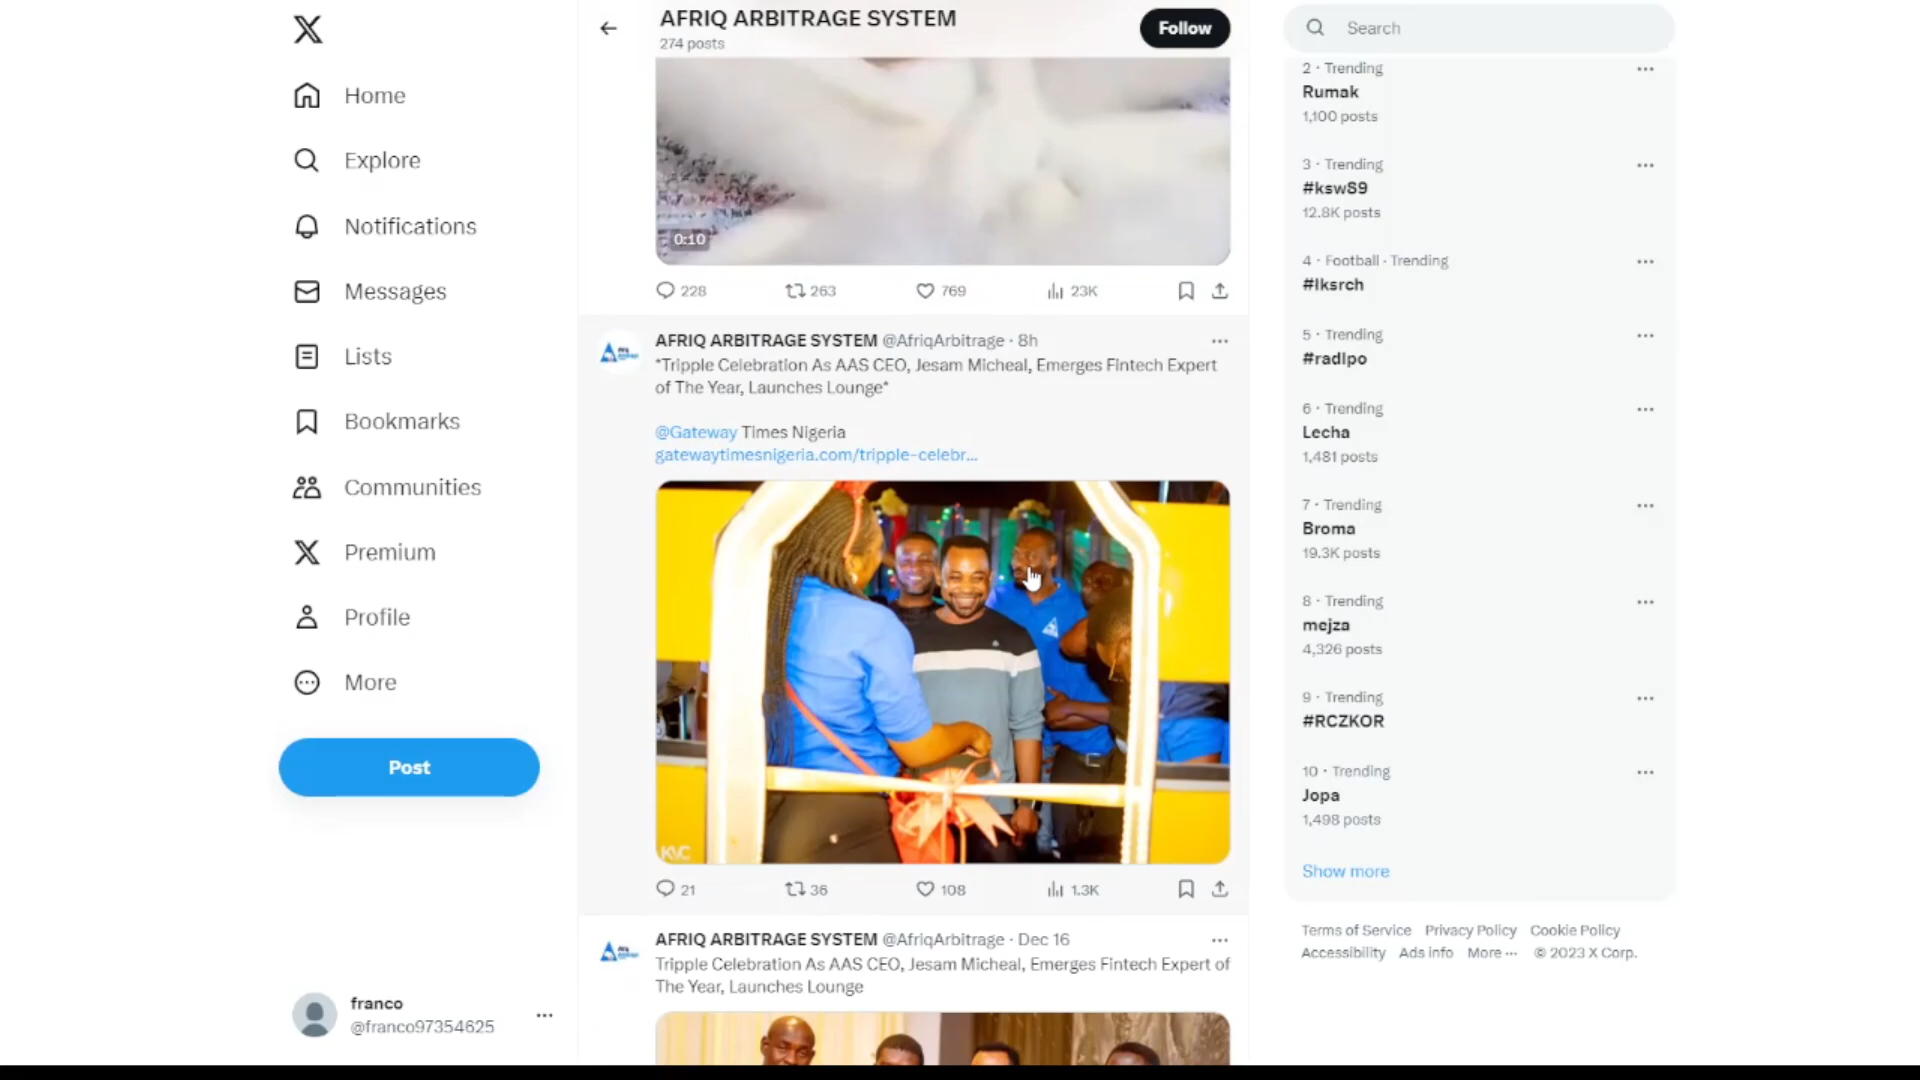 Home
Explore
Notifications
Messages
Lists
Bookmarks
Communities
Premium
Profile
More
Post
franco
@franco97354625
AFRIQ ARBITRAGE SYSTEM
274 posts
Follow
0:10
228
263
769
23K
AFRIQ ARBITRAGE SYSTEM @AfriqArbitrage · 8h
*Tripple Celebration As AAS CEO, Jesam Micheal, Emerges Fintech Expert
of The Year, Launches Lounge*
@Gateway Times Nigeria
gatewaytimesnigeria.com/tripple-celebr...
KVC
21
36
108
1.3K
AFRIQ ARBITRAGE SYSTEM @AfriqArbitrage · Dec 16
Tripple Celebration As AAS CEO, Jesam Micheal, Emerges Fintech Expert of
The Year, Launches Lounge
Search
2 · Trending
Rumak
1,100 posts
3 · Trending
#ksw89
12.8K posts
4 · Football · Trending
#lksrch
5 · Trending
#radlpo
6 · Trending
Lecha
1,481 posts
7 · Trending
Broma
19.3K posts
8 · Trending
mejza
4,326 posts
9 · Trending
#RCZKOR
10 · Trending
Jopa
1,498 posts
Show more
Terms of Service Privacy Policy Cookie Policy
Accessibility Ads info More ··· © 2023 X Corp.